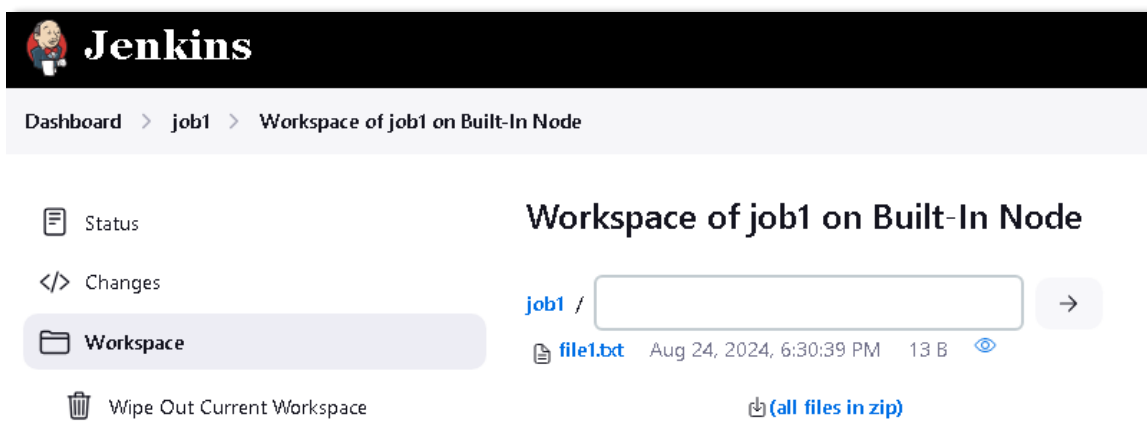 Jenkins
Dashboard > job1 > Workspace of job1 on Built-In Node
Status
Changes
Workspace
Wipe Out Current Workspace
Workspace of job1 on Built-In Node
job1 /
file1.txt Aug 24, 2024, 6:30:39 PM 13 B
(all files in zip)